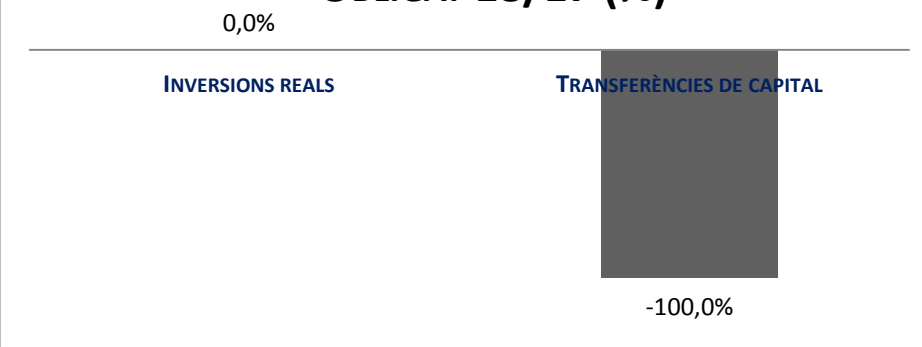 0,0%
INVERSIONS REALS
TRANSFERÈNCIES DE CAPITAL
-100,0%